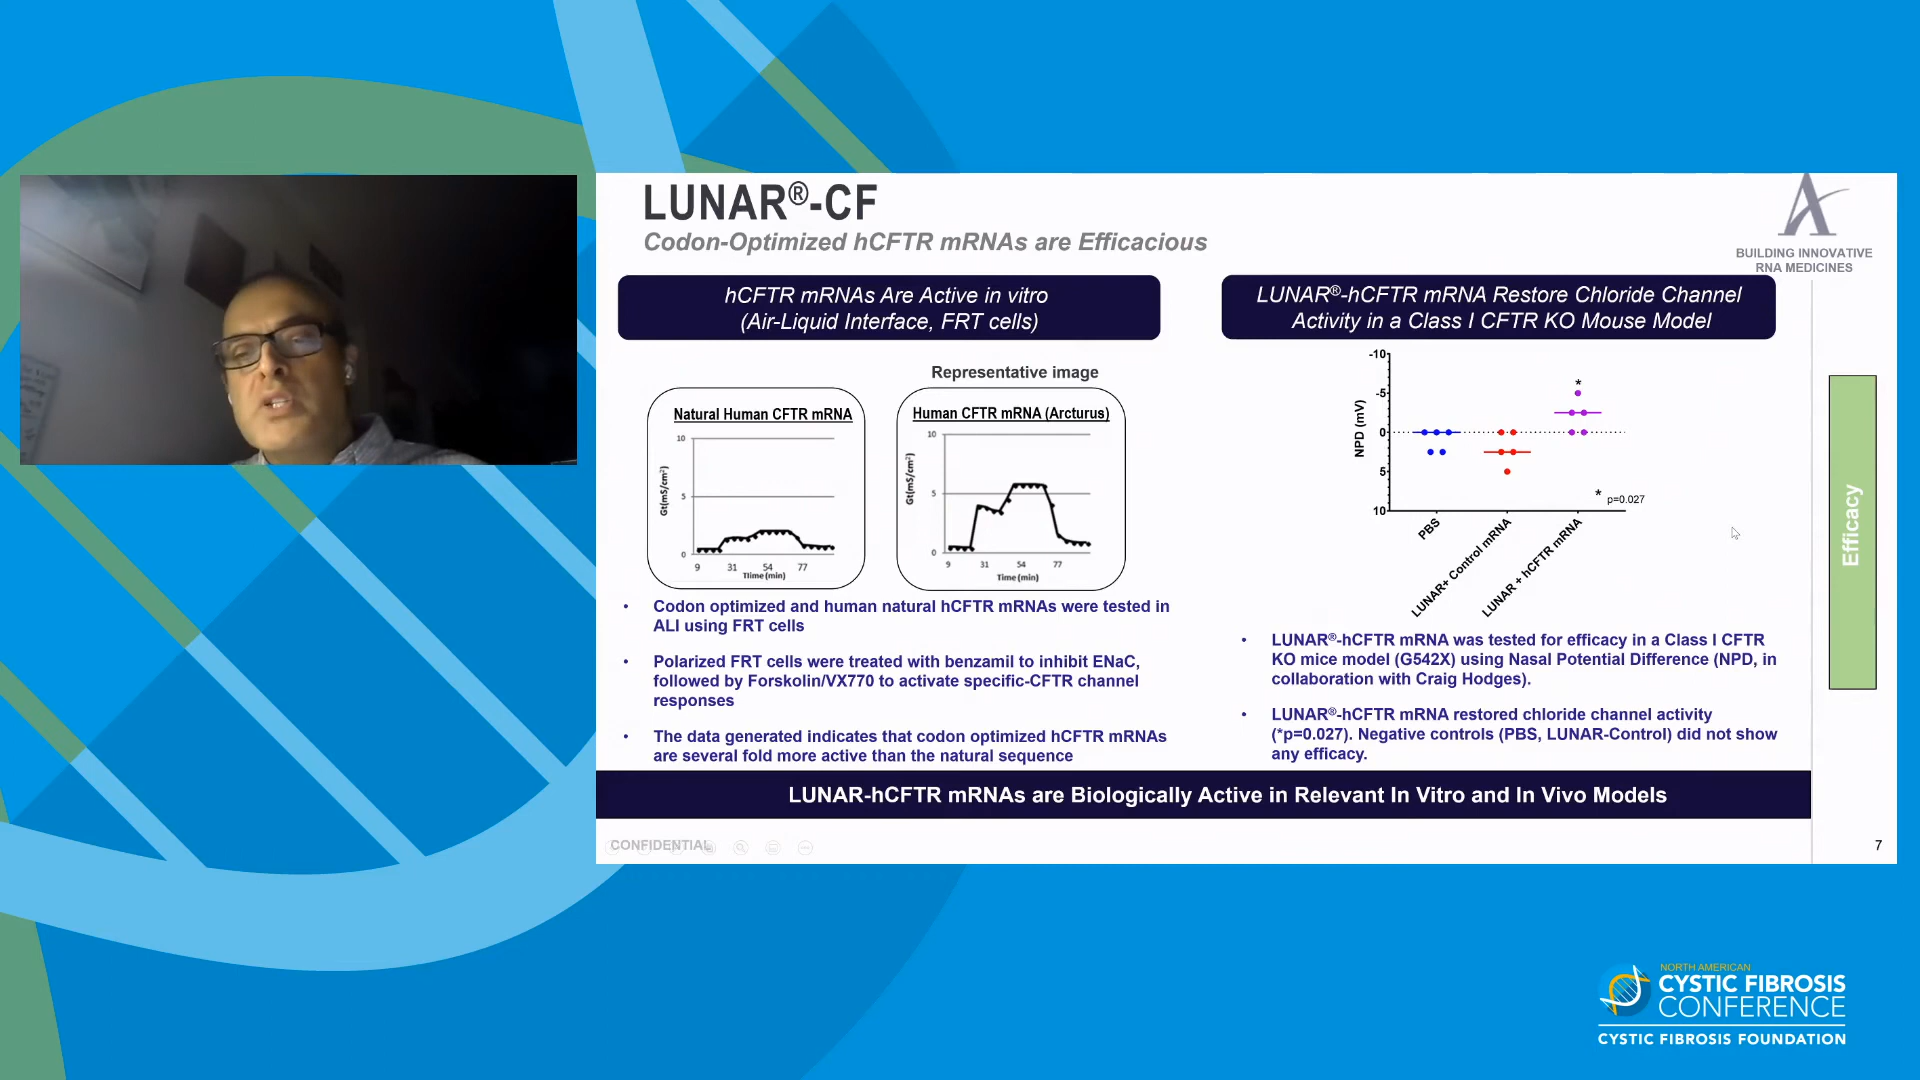 LUNAR®-CF
Codon-Optimized hCFTR mRNAs are Efficacious
BUILDING INNOVATIVE
RNA MEDICINES
hCFTR mRNAs Are Active in vitro
(Air-Liquid Interface, FRT cells)
Representative image
Natural Human CFTR mRNA
10
5
0
Gt(mS/cm²)
9 31 54 77
TIime (min)
Human CFTR mRNA (Arcturus)
10
5
0
Gt(mS/cm²)
9 31 54 77
Time (min)
• Codon optimized and human natural hCFTR mRNAs were tested in
ALI using FRT cells
• Polarized FRT cells were treated with benzamil to inhibit ENaC,
followed by Forskolin/VX770 to activate specific-CFTR channel
responses
• The data generated indicates that codon optimized hCFTR mRNAs
are several fold more active than the natural sequence
LUNAR®-hCFTR mRNA Restore Chloride Channel
Activity in a Class I CFTR KO Mouse Model
-10
-5
0
5
10
NPD (mV)
*
* p=0.027
PBS
LUNAR+ Control mRNA
LUNAR + hCFTR mRNA
• LUNAR®-hCFTR mRNA was tested for efficacy in a Class I CFTR
KO mice model (G542X) using Nasal Potential Difference (NPD, in
collaboration with Craig Hodges).
• LUNAR®-hCFTR mRNA restored chloride channel activity
(*p=0.027). Negative controls (PBS, LUNAR-Control) did not show
any efficacy.
Efficacy
LUNAR-hCFTR mRNAs are Biologically Active in Relevant In Vitro and In Vivo Models
CONFIDENTIAL
7
NORTH AMERICAN
CYSTIC FIBROSIS
CONFERENCE
CYSTIC FIBROSIS FOUNDATION